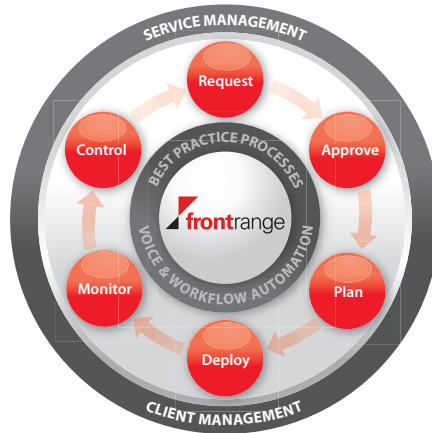 SERVICE MANAGEMENT
Request
Control
Approve
BEST PRACTICE PROCESSES
frontrange
VOICE & WORKFLOW AUTOMATION
Monitor
Plan
Deploy
CLIENT MANAGEMENT